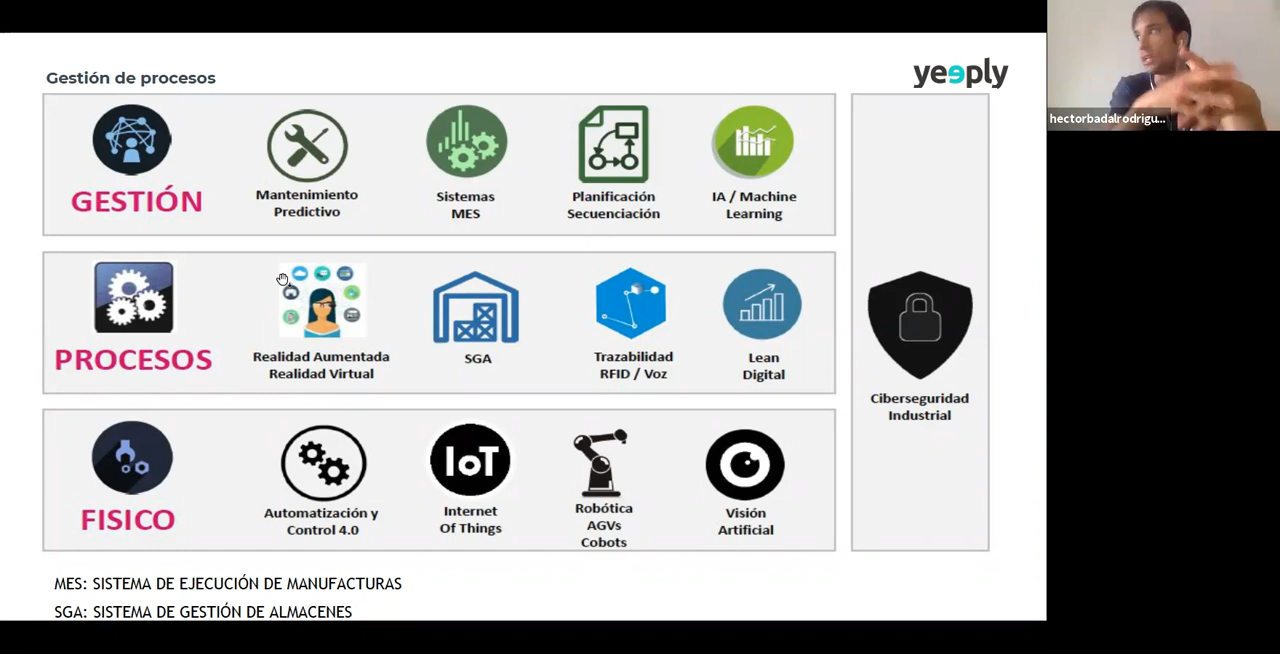 Gestión de procesos
yeeply
hectorbadalrodrigu...
GESTIÓN
Mantenimiento
Predictivo
Sistemas
MES
Planificación
Secuenciación
IA / Machine
Learning
PROCESOS
Realidad Aumentada
Realidad Virtual
SGA
Trazabilidad
RFID / Voz
Lean
Digital
Ciberseguridad
Industrial
FISICO
Automatización y
Control 4.0
IoT
Internet
Of Things
Robótica
AGVs
Cobots
Visión
Artificial
MES: SISTEMA DE EJECUCIÓN DE MANUFACTURAS
SGA: SISTEMA DE GESTIÓN DE ALMACENES